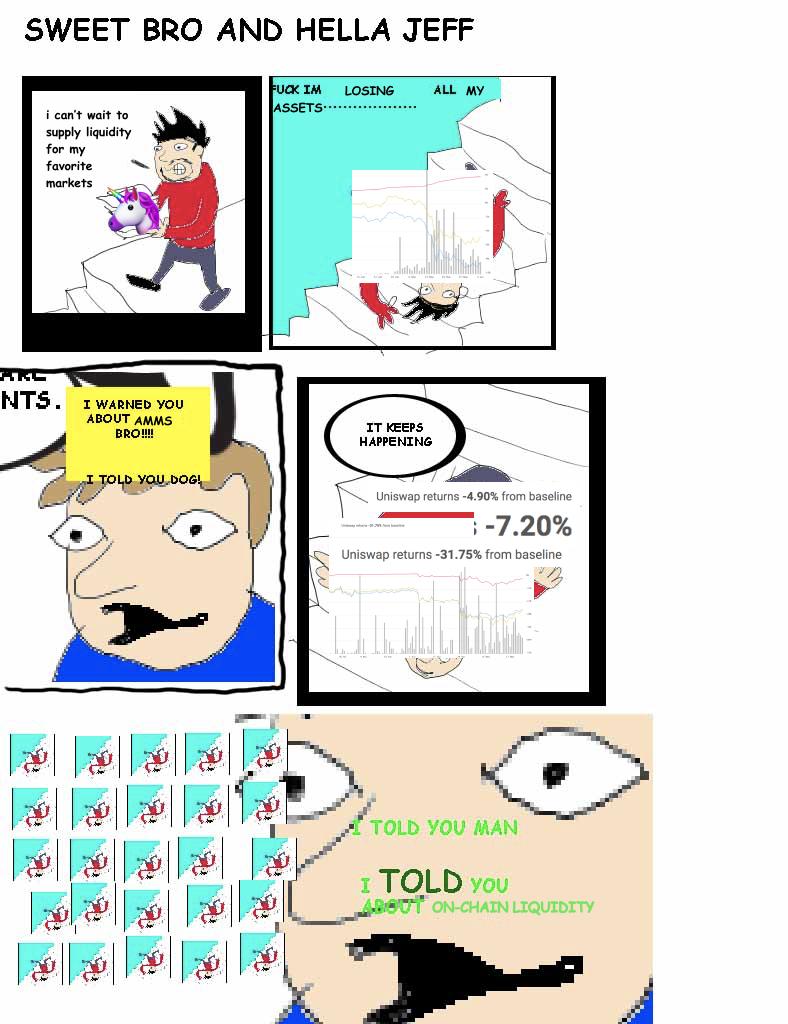 SWEET BRO AND HELLA JEFF
i can't wait to
supply liquidity
for my
favorite
markets
FUCK IM LOSING ALL MY
ASSETS...................
ARE
NTS.
I WARNED YOU
ABOUT AMMS
BRO!!!!
I TOLD YOU DOG!
IT KEEPS
HAPPENING
Uniswap returns -4.90% from baseline
s -7.20%
Uniswap returns -31.75% from baseline
I TOLD YOU MAN
I TOLD YOU
ABOUT ON-CHAIN LIQUIDITY